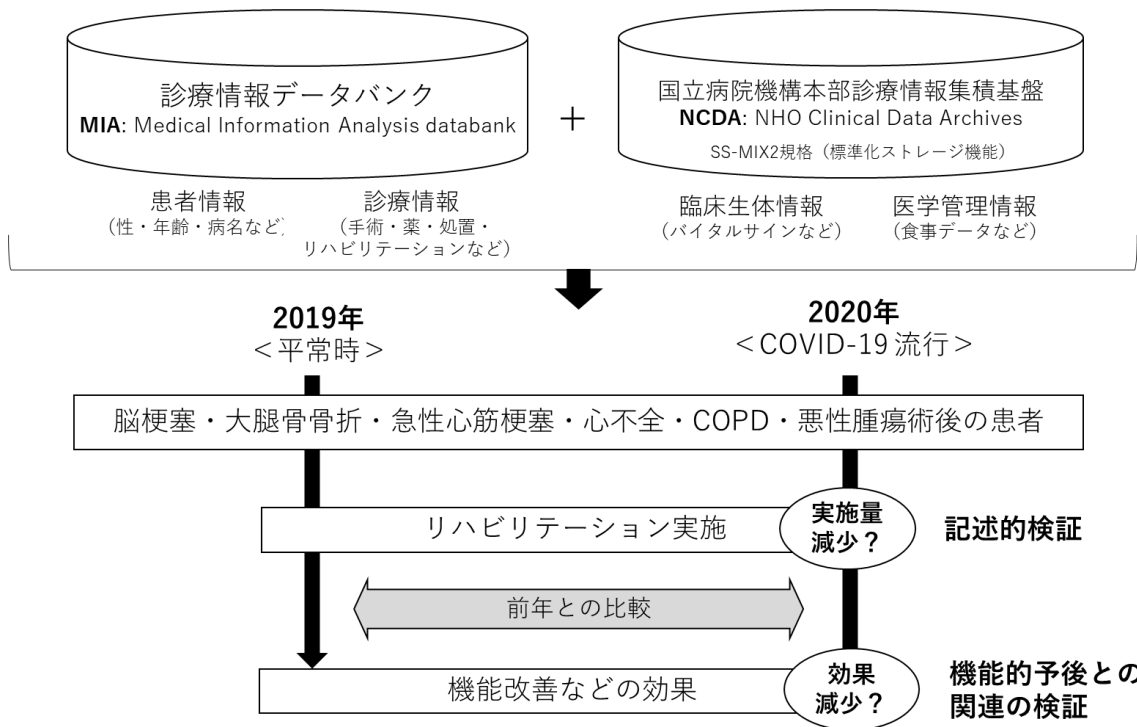 診療情報データバンク
MIA: Medical Information Analysis databank
+
国立病院機構本部診療情報集積基盤
NCDA: NHO Clinical Data Archives
SS-MIX2規格（標準化ストレージ機能）
患者情報
（性・年齢・病名など）
診療情報
（手術・薬・処置・
リハビリテーションなど）
臨床生体情報
（バイタルサインなど）
医学管理情報
（食事データなど）
2019年
＜平常時＞
2020年
＜COVID-19 流行＞
脳梗塞・大腿骨骨折・急性心筋梗塞・心不全・COPD・悪性腫瘍術後の患者
リハビリテーション実施
実施量
減少？
記述的検証
前年との比較
機能改善などの効果
効果
減少？
機能的予後との
関連の検証